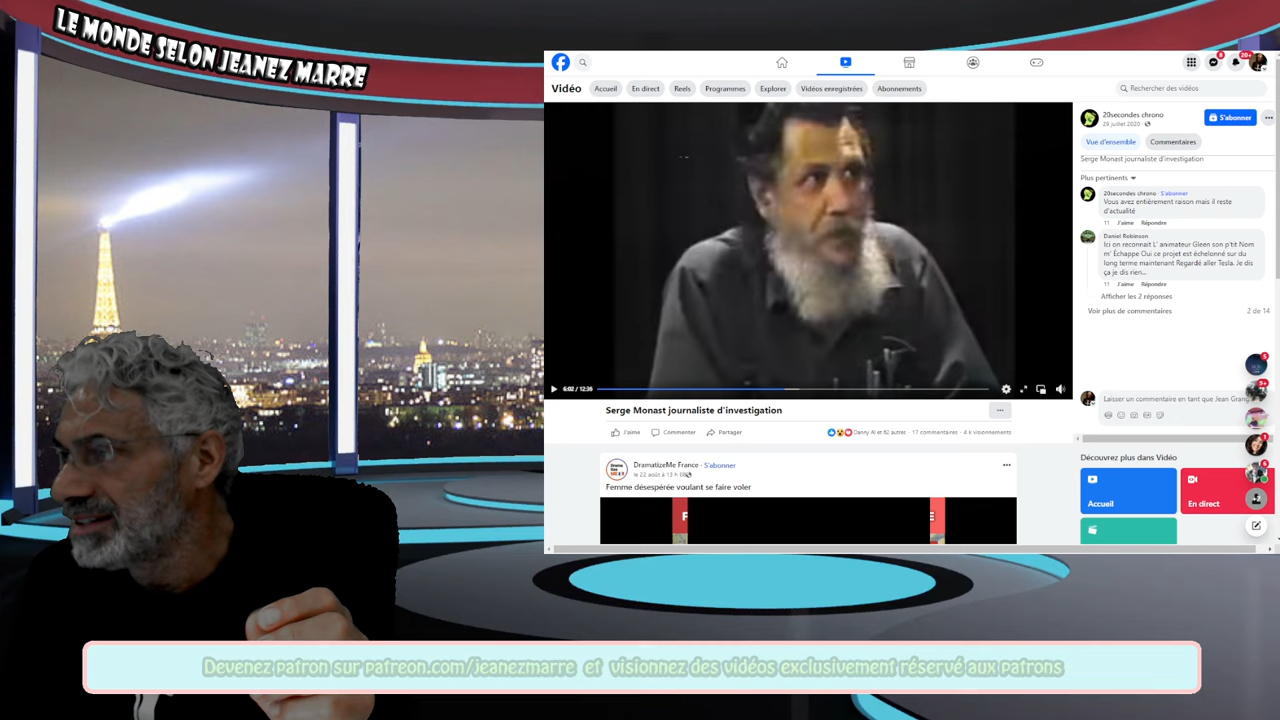 LE MONDE SELON JEANEZ MARRE
Vidéo
Accueil
En direct
Reels
Programmes
Explorer
Vidéos enregistrées
Abonnements
Rechercher des vidéos
6:02 / 12:36
20secondes chrono
29 juillet 2020
S'abonner
Vue d'ensemble
Commentaires
Serge Monast journaliste d'investigation
Plus pertinents
20secondes chrono · S'abonner
Vous avez entièrement raison mais il reste
d'actualité
J'aime Répondre
Daniel Robinson
Ici on reconnait L' animateur Gleen son p'tit Nom
m' Échappe Oui ce projet est échelonné sur du
long terme maintenant Regardé aller Tesla. Je dis
ça je dis rien...
J'aime Répondre
Afficher les 2 réponses
Voir plus de commentaires 2 de 14
Laisser un commentaire en tant que Jean Grang
Serge Monast journaliste d'investigation
J'aime Commenter Partager
Danny Al et 62 autres · 17 commentaires · 4 k visionnements
DramatizeMe France · S'abonner
le 22 août à 13 h 08
Femme désespérée voulant se faire voler
Découvrez plus dans Vidéo
Accueil
En direct
Devenez patron sur patreon.com/jeanezmarre et visionnez des vidéos exclusivement réservé aux patrons